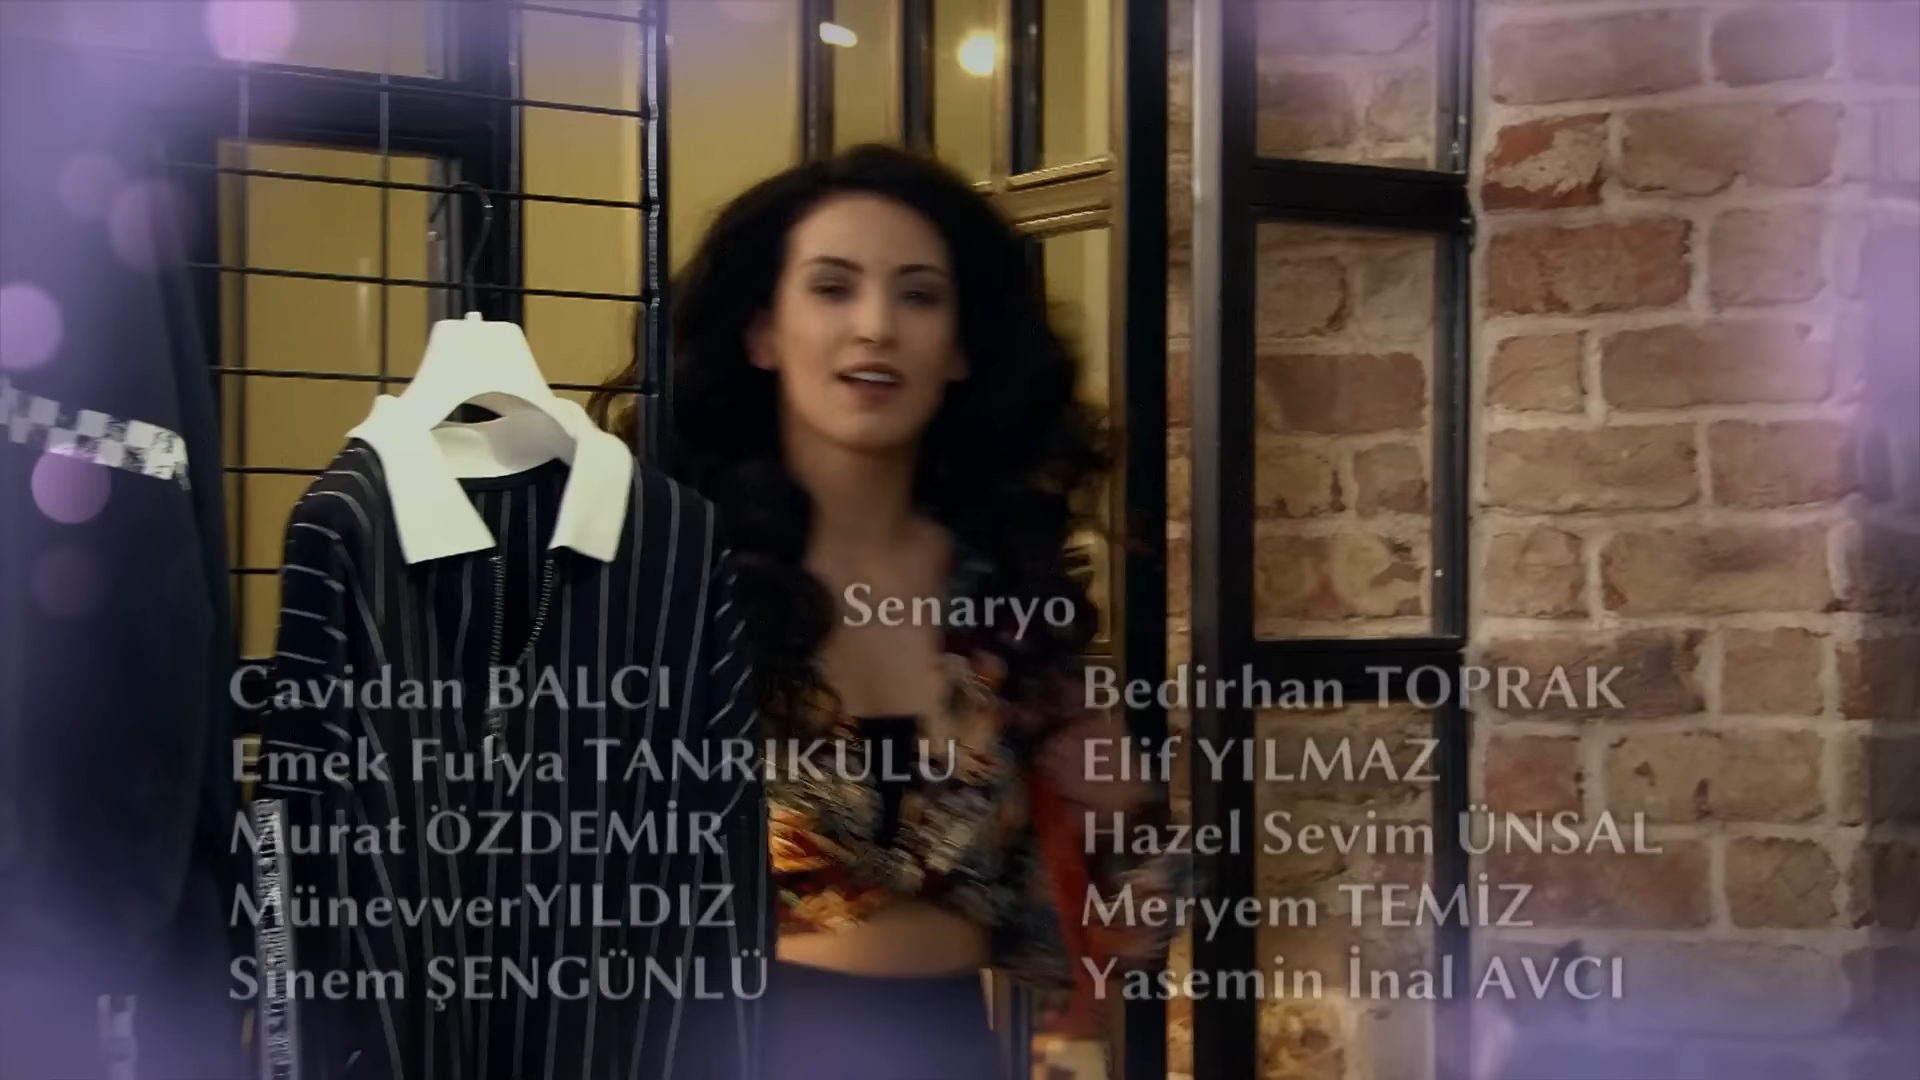 Senaryo
Cavidan BALCI
Emek Fulya TANRIKULU
Murat ÖZDEMİR
MünevverYILDIZ
Sinem ŞENGÜNLÜ
Bedirhan TOPRAK
Elif YILMAZ
Hazel Sevim ÜNSAL
Meryem TEMİZ
Yasemin İnal AVCI